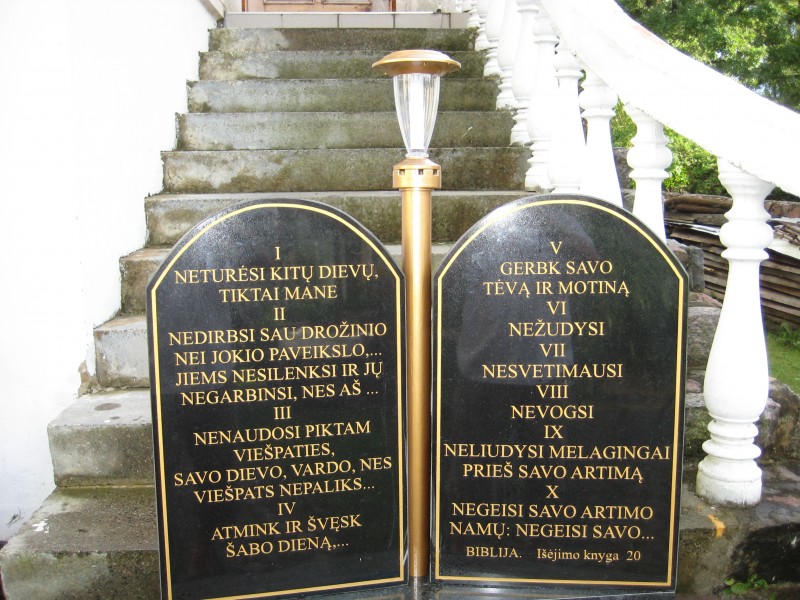 I
NETURĖSI KITŲ DIEVŲ,
TIKTAI MANE
II
NEDIRBSI SAU DROŽINIO
NEI JOKIO PAVEIKSLO,...
JIEMS NESILENKSI IR JŲ
NEGARBINSI, NES AŠ ...
III
NENAUDOSI PIKTAM
VIEŠPATIES,
SAVO DIEVO, VARDO, NES
VIEŠPATS NEPALIKS...
IV
ATMINK IR ŠVĘSK
ŠABO DIENĄ,...
V
GERBK SAVO
TĖVĄ IR MOTINĄ
VI
NEŽUDYSI
VII
NESVETIMAUSI
VIII
NEVOGSI
IX
NELIUDYSI MELAGINGAI
PRIEŠ SAVO ARTIMĄ
X
NEGEISI SAVO ARTIMO
NAMŲ: NEGEISI SAVO...
BIBLIJA. Išėjimo knyga 20